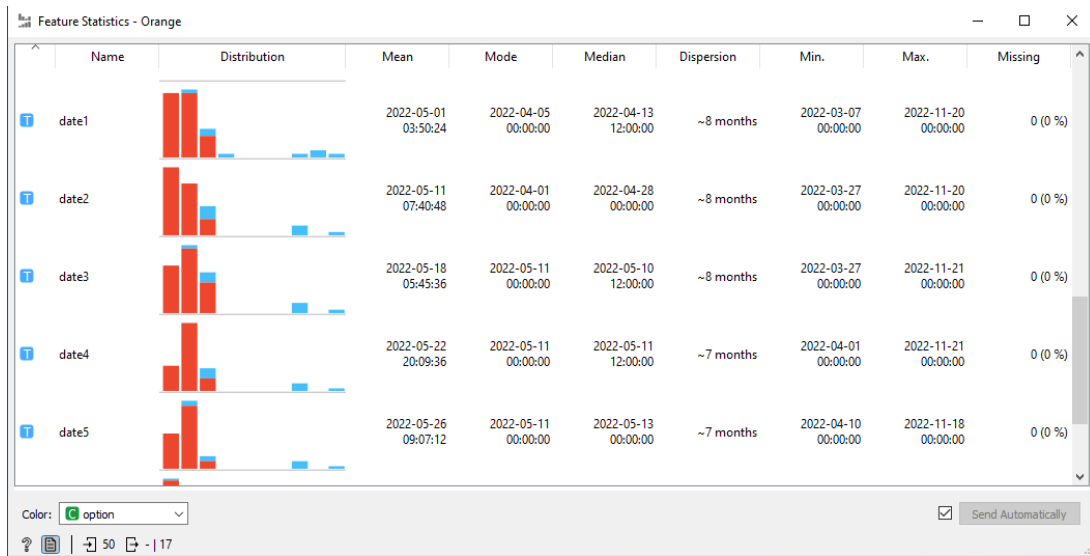 Feature Statistics - Orange
Name Distribution Mean Mode Median Dispersion Min. Max. Missing
T date1 2022-05-01 03:50:24 2022-04-05 00:00:00 2022-04-13 12:00:00 ~8 months 2022-03-07 00:00:00 2022-11-20 00:00:00 0 (0 %)
T date2 2022-05-11 07:40:48 2022-04-01 00:00:00 2022-04-28 00:00:00 ~8 months 2022-03-27 00:00:00 2022-11-20 00:00:00 0 (0 %)
T date3 2022-05-18 05:45:36 2022-05-11 00:00:00 2022-05-10 12:00:00 ~8 months 2022-03-27 00:00:00 2022-11-21 00:00:00 0 (0 %)
T date4 2022-05-22 20:09:36 2022-05-11 00:00:00 2022-05-11 12:00:00 ~7 months 2022-04-01 00:00:00 2022-11-21 00:00:00 0 (0 %)
T date5 2022-05-26 09:07:12 2022-05-11 00:00:00 2022-05-13 00:00:00 ~7 months 2022-04-10 00:00:00 2022-11-18 00:00:00 0 (0 %)
Color: C option Send Automatically
? 50 - | 17